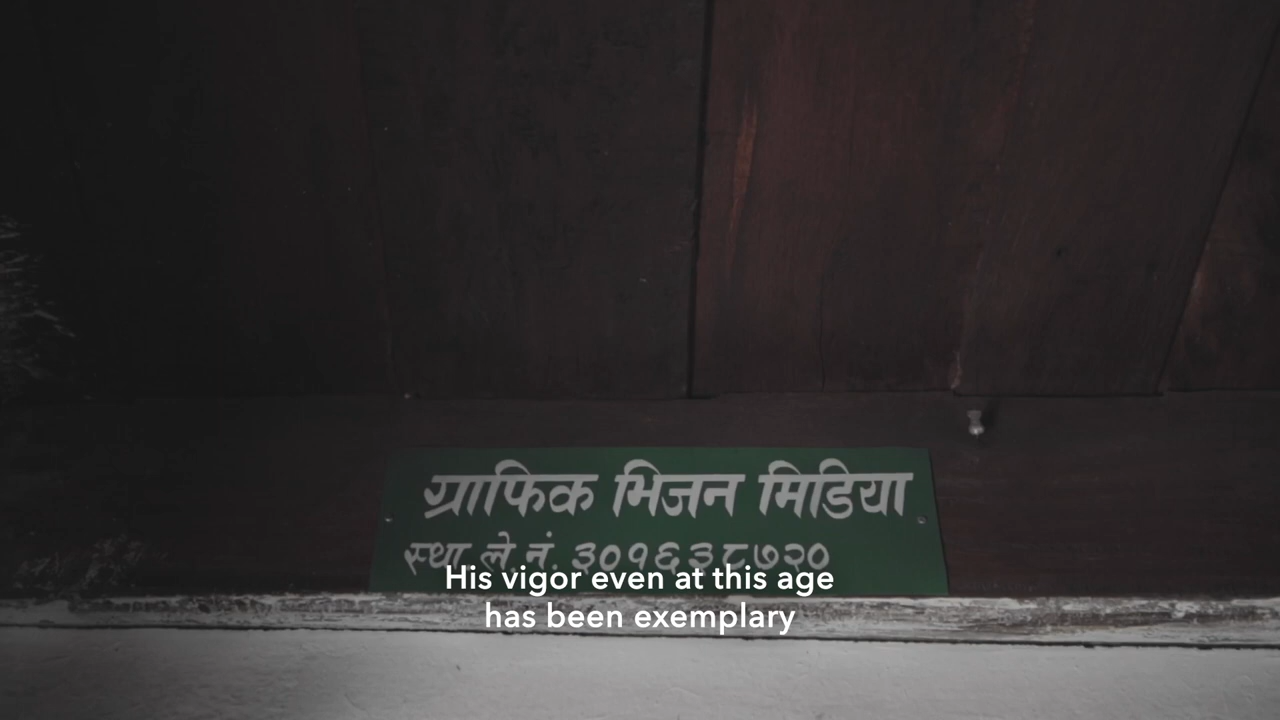 ग्राफिक भिजन मिडिया
स्था. ले. नं. ३०१६३८७२०
His vigor even at this age
has been exemplary